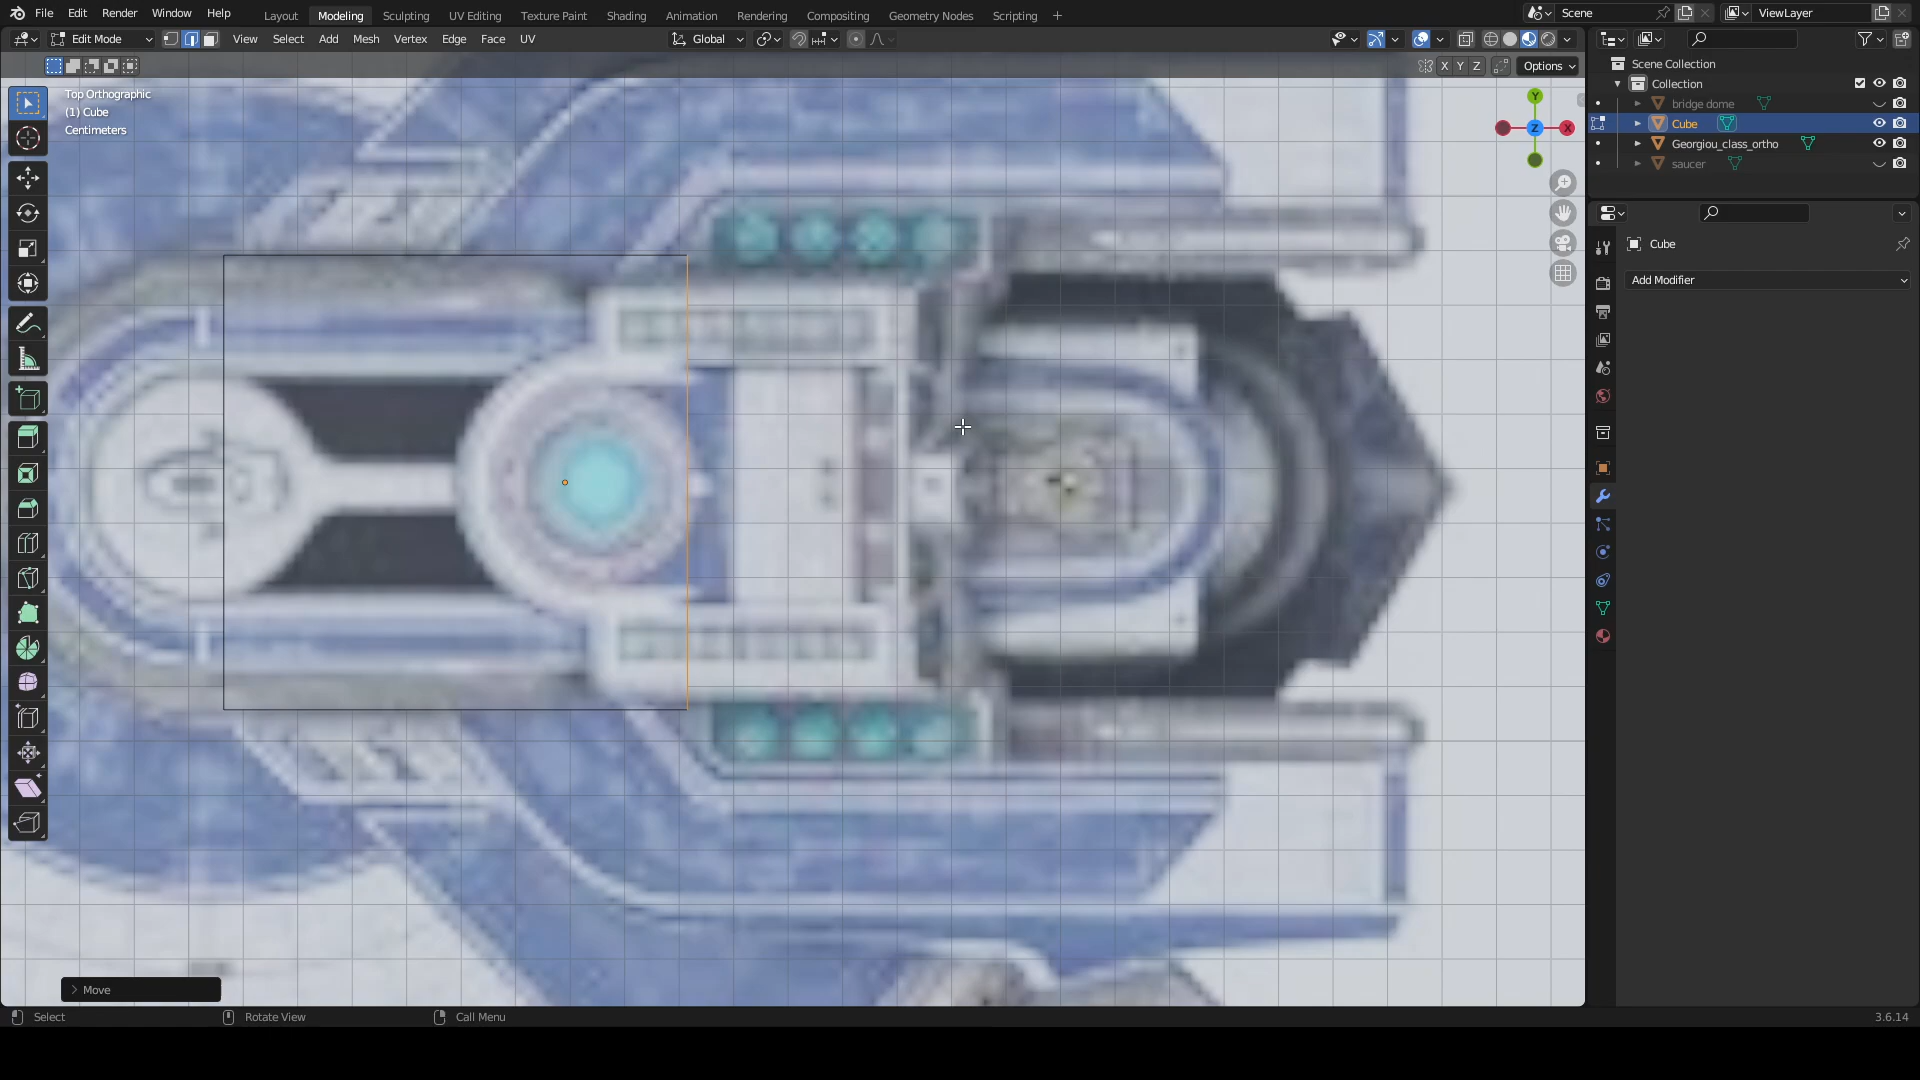 File Edit Render Window Help Layout Modeling Sculpting UV Editing Texture Paint Shading Animation Rendering Compositing Geometry Nodes Scripting + Scene ViewLayer
Edit Mode View Select Add Mesh Vertex Edge Face UV Global
X Y Z Options
Top Orthographic
(1) Cube
Centimeters
Y
Z
X
Scene Collection
Collection
bridge dome
Cube
Georgiou_class_ortho
saucer
Cube
Add Modifier
Move
Select Rotate View Call Menu 3.6.14